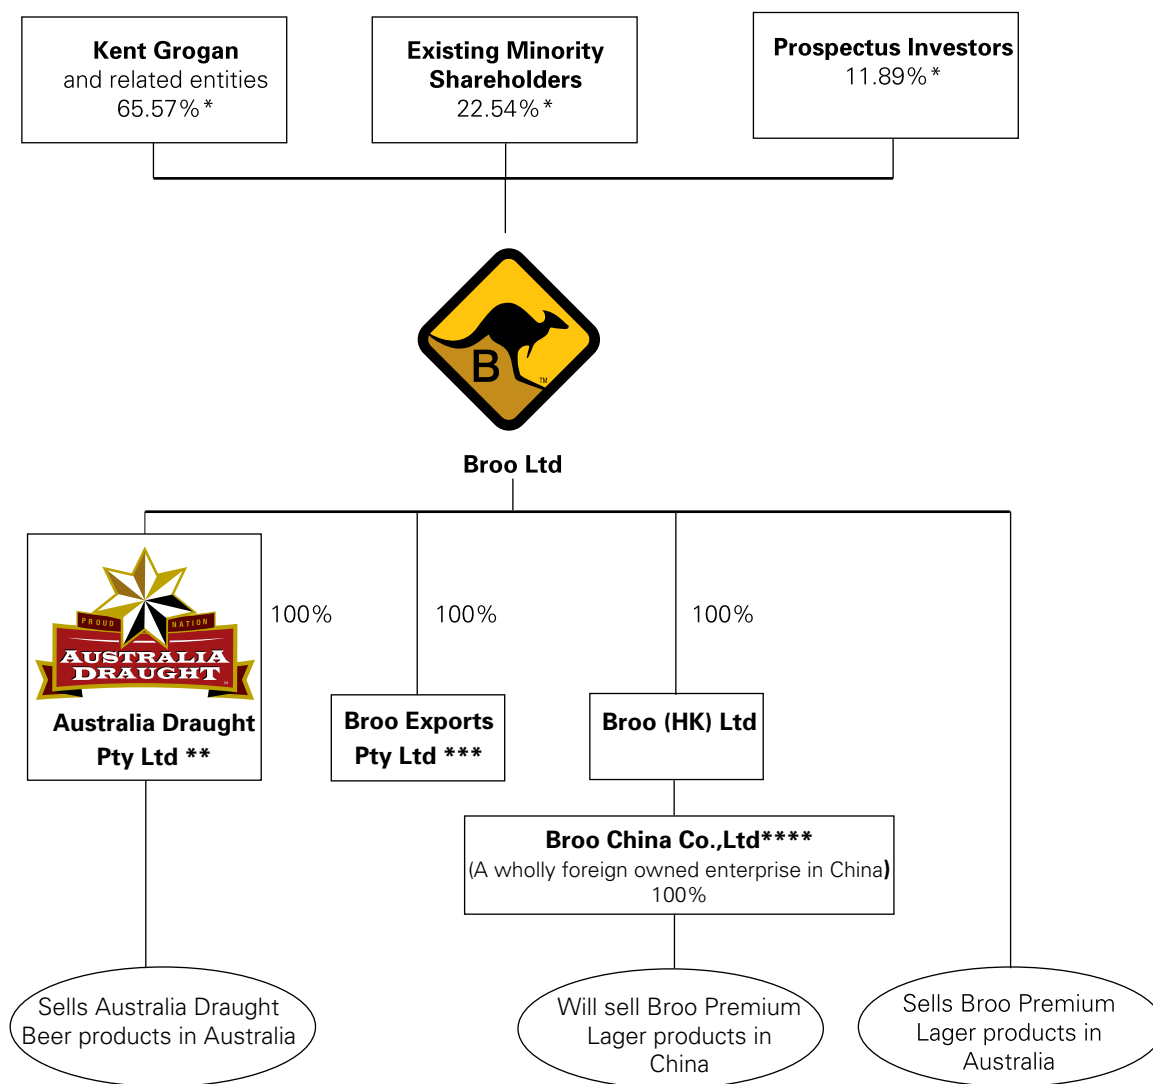 Kent Grogan
and related entities
65.57%*
Existing Minority
Shareholders
22.54%*
Prospectus Investors
11.89%*
B
TM
Broo Ltd
PROUD NATION
AUSTRALIA
DRAUGHT
Australia Draught
Pty Ltd **
100%
Broo Exports
Pty Ltd ***
100%
Broo (HK) Ltd
100%
Broo China Co.,Ltd****
(A wholly foreign owned enterprise in China)
100%
Sells Australia Draught
Beer products in Australia
Will sell Broo Premium
Lager products in
China
Sells Broo Premium
Lager products in
Australia